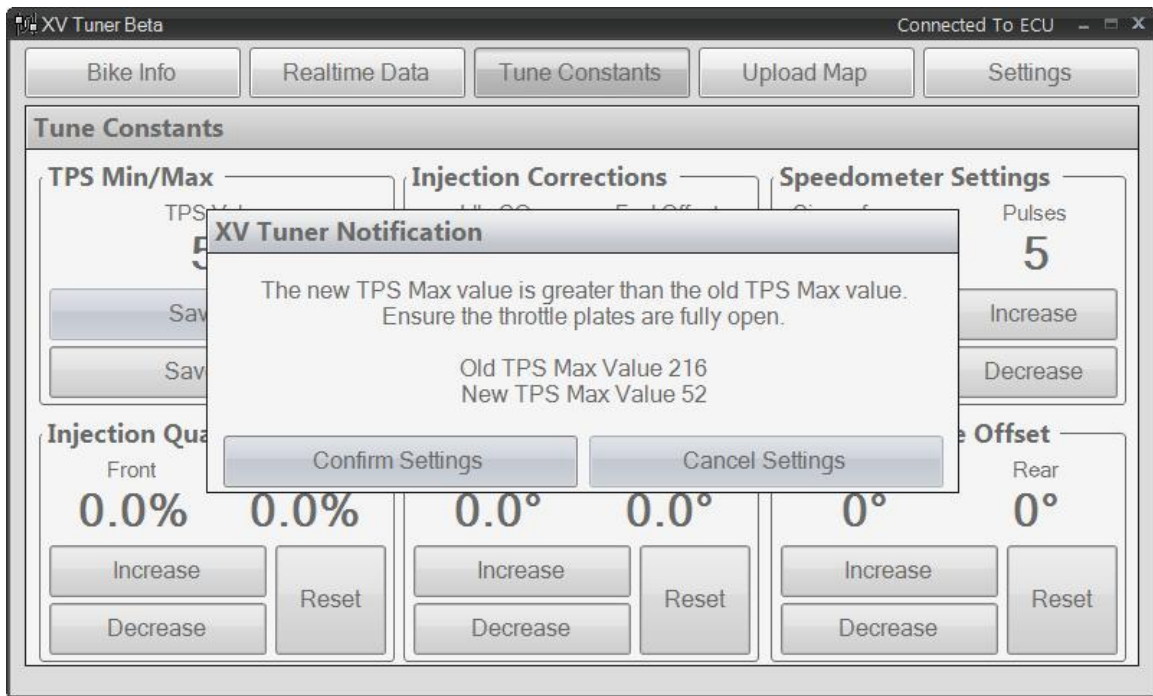 XV Tuner Beta
Connected To ECU
Bike Info
Realtime Data
Tune Constants
Upload Map
Settings
Tune Constants
TPS Min/Max
Injection Corrections
Speedometer Settings
TPS
Pulses
5
XV Tuner Notification
The new TPS Max value is greater than the old TPS Max value.
Ensure the throttle plates are fully open.
Old TPS Max Value 216
New TPS Max Value 52
Confirm Settings
Cancel Settings
Increase
Decrease
Injection
Offset
Front
Rear
0.0%
0.0%
0.0°
0.0°
0°
0°
Increase
Decrease
Reset
Increase
Decrease
Reset
Increase
Decrease
Reset